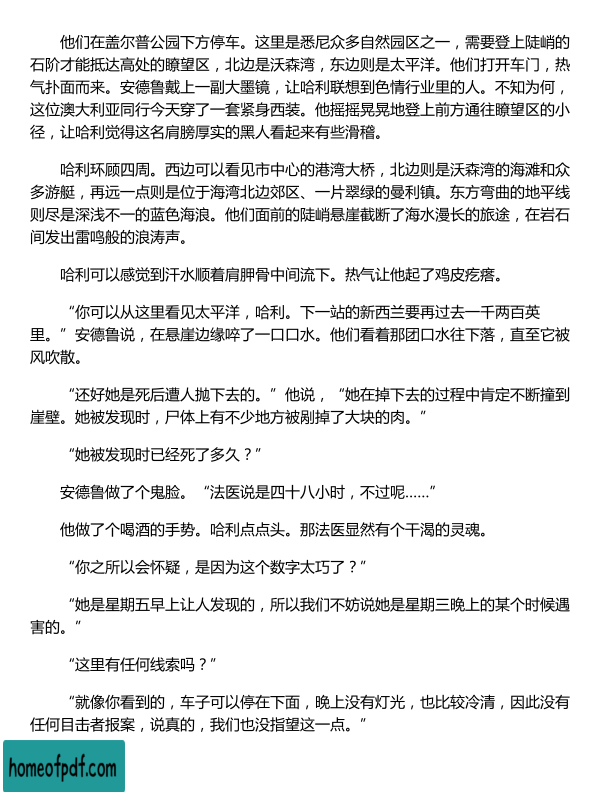 他们在盖尔普公园下方停车。这里是悉尼众多自然园区之一，需要登上陡峭的
石阶才能抵达高处的瞭望区，北边是沃森湾，东边则是太平洋。他们打开车门，热
气扑面而来。安德鲁戴上一副大墨镜，让哈利联想到色情行业里的人。不知为何，
这位澳大利亚同行今天穿了一套紧身西装。他摇摇晃晃地登上前方通往瞭望区的小
径，让哈利觉得这名肩膀厚实的黑人看起来有些滑稽。
哈利环顾四周。西边可以看见市中心的港湾大桥，北边则是沃森湾的海滩和众
多游艇，再远一点则是位于海湾北边郊区、一片翠绿的曼利镇。东方弯曲的地平线
则尽是深浅不一的蓝色海浪。他们面前的陡峭悬崖截断了海水漫长的旅途，在岩石
间发出雷鸣般的浪涛声。
哈利可以感觉到汗水顺着肩胛骨中间流下。热气让他起了鸡皮疙瘩。
“你可以从这里看见太平洋，哈利。下一站的新西兰要再过去一千两百英
里。”安德鲁说，在悬崖边缘啐了一口口水。他们看着那团口水往下落，直至它被
风吹散。
“还好她是死后遭人抛下去的。”他说，“她在掉下去的过程中肯定不断撞到
崖壁。她被发现时，尸体上有不少地方被剐掉了大块的肉。”
“她被发现时已经死了多久？”
安德鲁做了个鬼脸。“法医说是四十八小时，不过呢……”
他做了个喝酒的手势。哈利点点头。那法医显然有个干渴的灵魂。
“你之所以会怀疑，是因为这个数字太巧了？”
“她是星期五早上让人发现的，所以我们不妨说她是星期三晚上的某个时候遇
害的。”
“这里有任何线索吗？”
“就像你看到的，车子可以停在下面，晚上没有灯光，也比较冷清，因此没有
任何目击者报案，说真的，我们也没指望这一点。”
homeofpdf.com